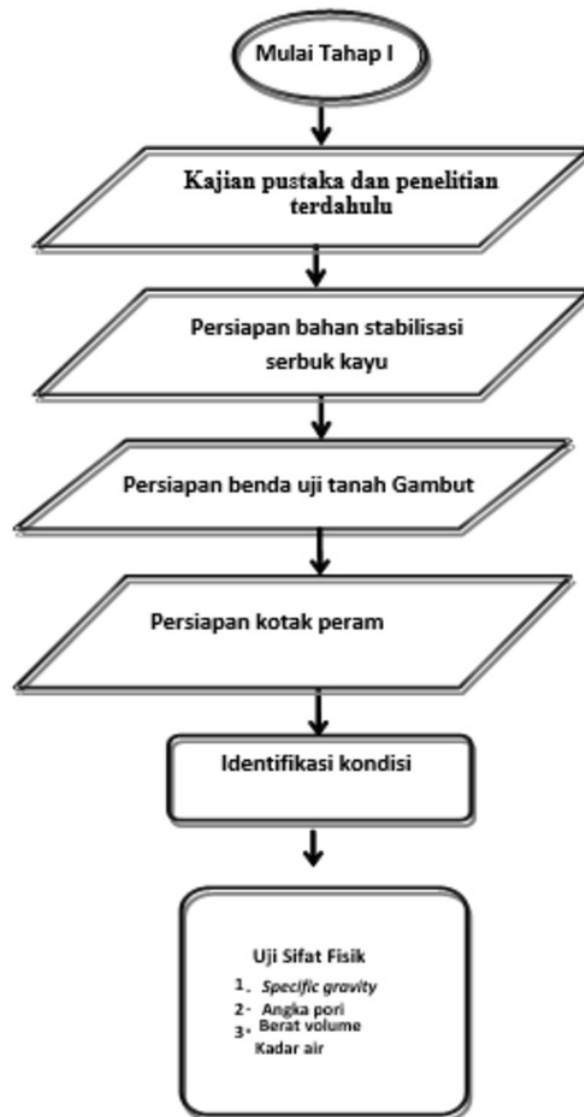 Mulai Tahap I
Kajian pustaka dan penelitian
terdahulu
Persiapan bahan stabilisasi
serbuk kayu
Persiapan benda uji tanah Gambut
Persiapan kotak peram
Identifikasi kondisi
Uji Sifat Fisik
1. Specific gravity
2. Angka pori
3. Berat volume
Kadar air